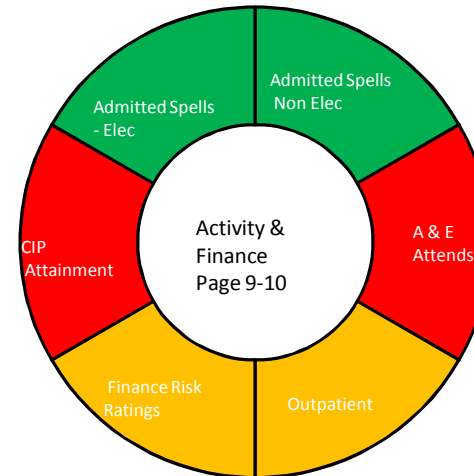 Admitted Spells
- Elec
Admitted Spells
Non Elec
CIP
Attainment
Activity &
Finance
Page 9-10
A & E
Attends
Finance Risk
Ratings
Outpatient